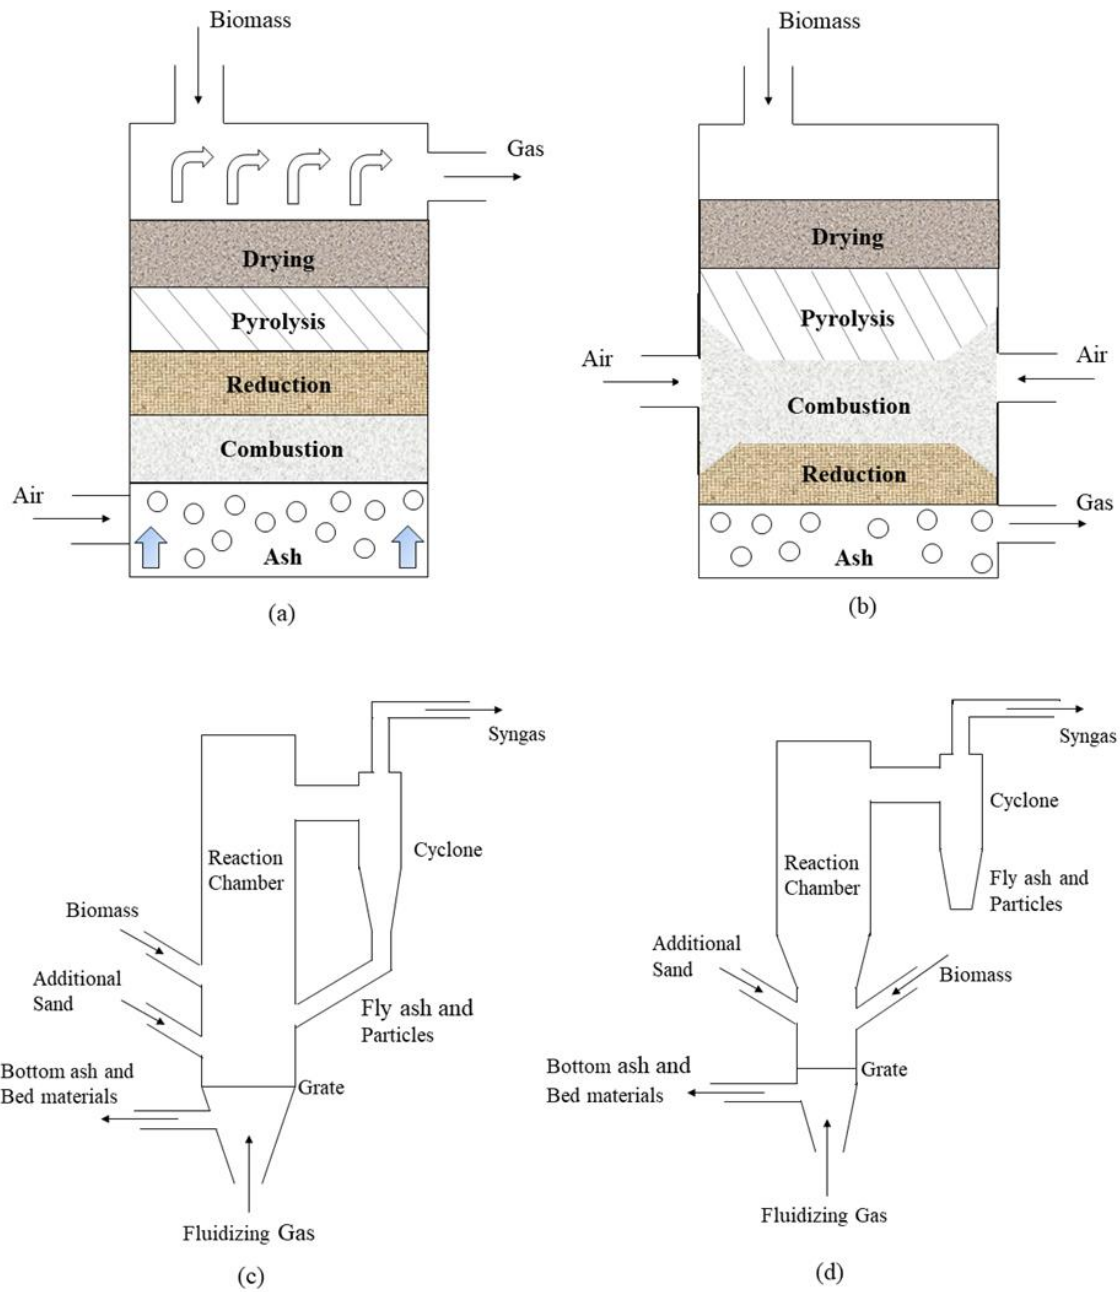 Biomass
Gas
Drying
Pyrolysis
Reduction
Combustion
Air
Ash
(a)
Biomass
Drying
Pyrolysis
Air
Air
Combustion
Reduction
Gas
Ash
(b)
Syngas
Reaction
Chamber
Cyclone
Biomass
Additional
Sand
Fly ash and
Particles
Bottom ash and
Bed materials
Grate
Fluidizing Gas
(c)
Syngas
Cyclone
Reaction
Chamber
Fly ash and
Particles
Additional
Sand
Biomass
Bottom ash and
Bed materials
Grate
Fluidizing Gas
(d)